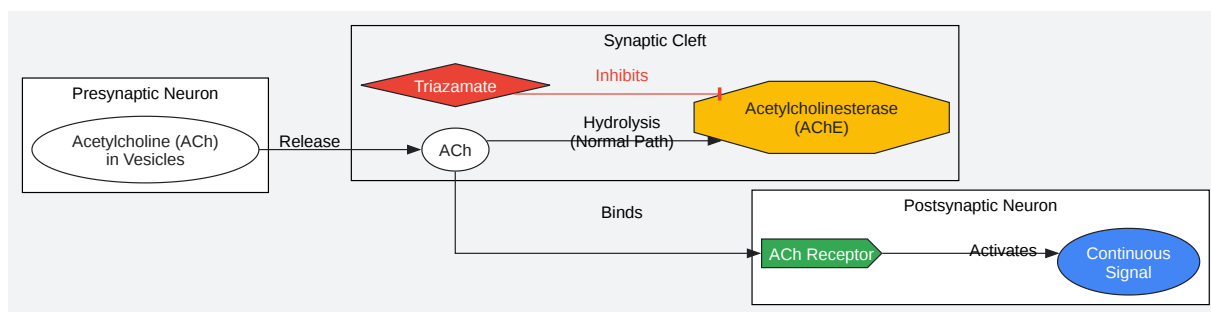 Synaptic Cleft
Presynaptic Neuron
Acetylcholine (ACh)
in Vesicles
Release
Triazamate
Inhibits
Acetylcholinesterase
(AChE)
ACh
Hydrolysis
(Normal Path)
Binds
Postsynaptic Neuron
ACh Receptor
Activates
Continuous
Signal